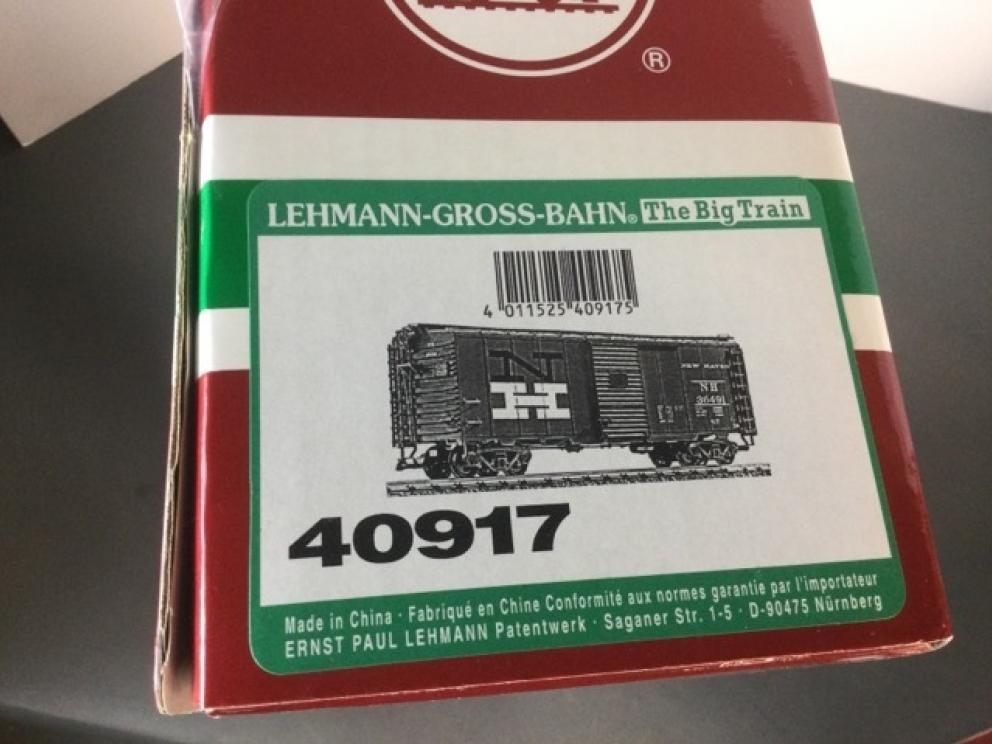 ®
LEHMANN-GROSS-BAHN® The Big Train
4 011525 409175
NH
NEW HAVEN
NH
36491
40917
Made in China · Fabriqué en Chine Conformité aux normes garantie par l'importateur
ERNST PAUL LEHMANN Patentwerk · Saganer Str. 1-5 · D-90475 Nürnberg